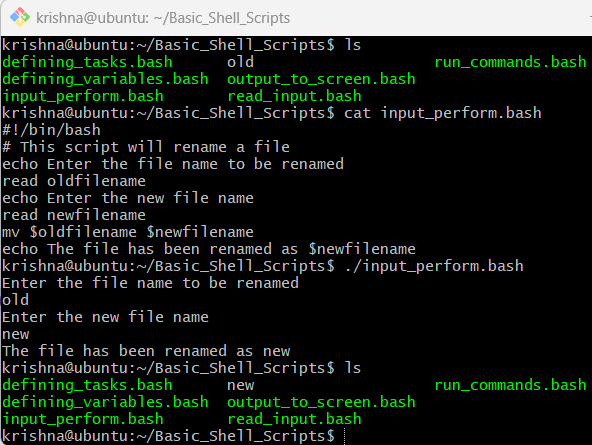 krishna@ubuntu: ~/Basic_Shell_Scripts
krishna@ubuntu:~/Basic_Shell_Scripts$ ls
defining_tasks.bash      old                     run_commands.bash
defining_variables.bash  output_to_screen.bash
input_perform.bash       read_input.bash
krishna@ubuntu:~/Basic_Shell_Scripts$ cat input_perform.bash
#!/bin/bash
# This script will rename a file
echo Enter the file name to be renamed
read oldfilename
echo Enter the new file name
read newfilename
mv $oldfilename $newfilename
echo The file has been renamed as $newfilename
krishna@ubuntu:~/Basic_Shell_Scripts$ ./input_perform.bash
Enter the file name to be renamed
old
Enter the new file name
new
The file has been renamed as new
krishna@ubuntu:~/Basic_Shell_Scripts$ ls
defining_tasks.bash      new                     run_commands.bash
defining_variables.bash  output_to_screen.bash
input_perform.bash       read_input.bash
krishna@ubuntu:~/Basic_Shell_Scripts$